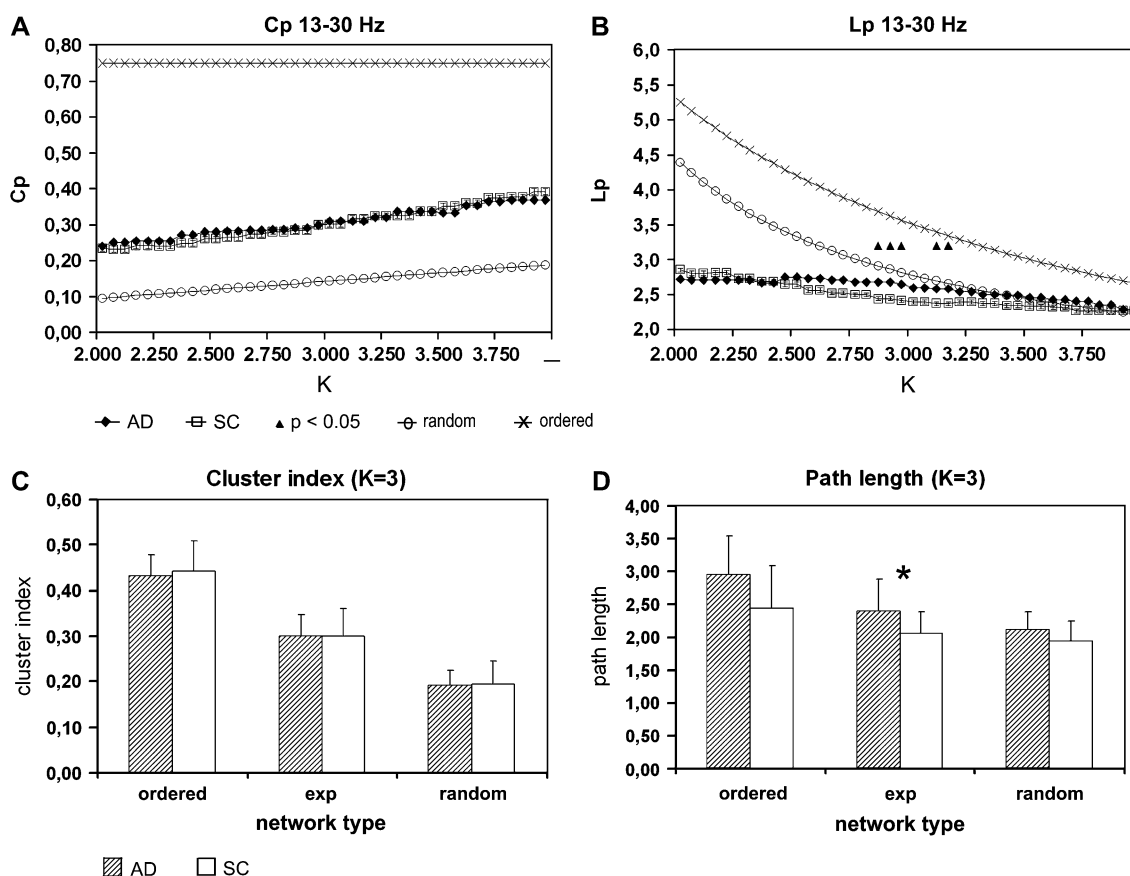 A
Cp 13-30 Hz
0,80
0,70
0,60
0,50
0,40
0,30
0,20
0,10
0,00
Cp
2.000 2.250 2.500 2.750 3.000 3.250 3.500 3.750
K
B
Lp 13-30 Hz
6,0
5,5
5,0
4,5
4,0
3,5
3,0
2,5
2,0
Lp
2.000 2.250 2.500 2.750 3.000 3.250 3.500 3.750
K
AD SC p < 0.05 random ordered
C
Cluster index (K=3)
0,60
0,50
0,40
0,30
0,20
0,10
0,00
cluster index
ordered exp random
network type
AD SC
D
Path length (K=3)
4,00
3,50
3,00
2,50
2,00
1,50
1,00
0,50
0,00
path length
*
ordered exp random
network type